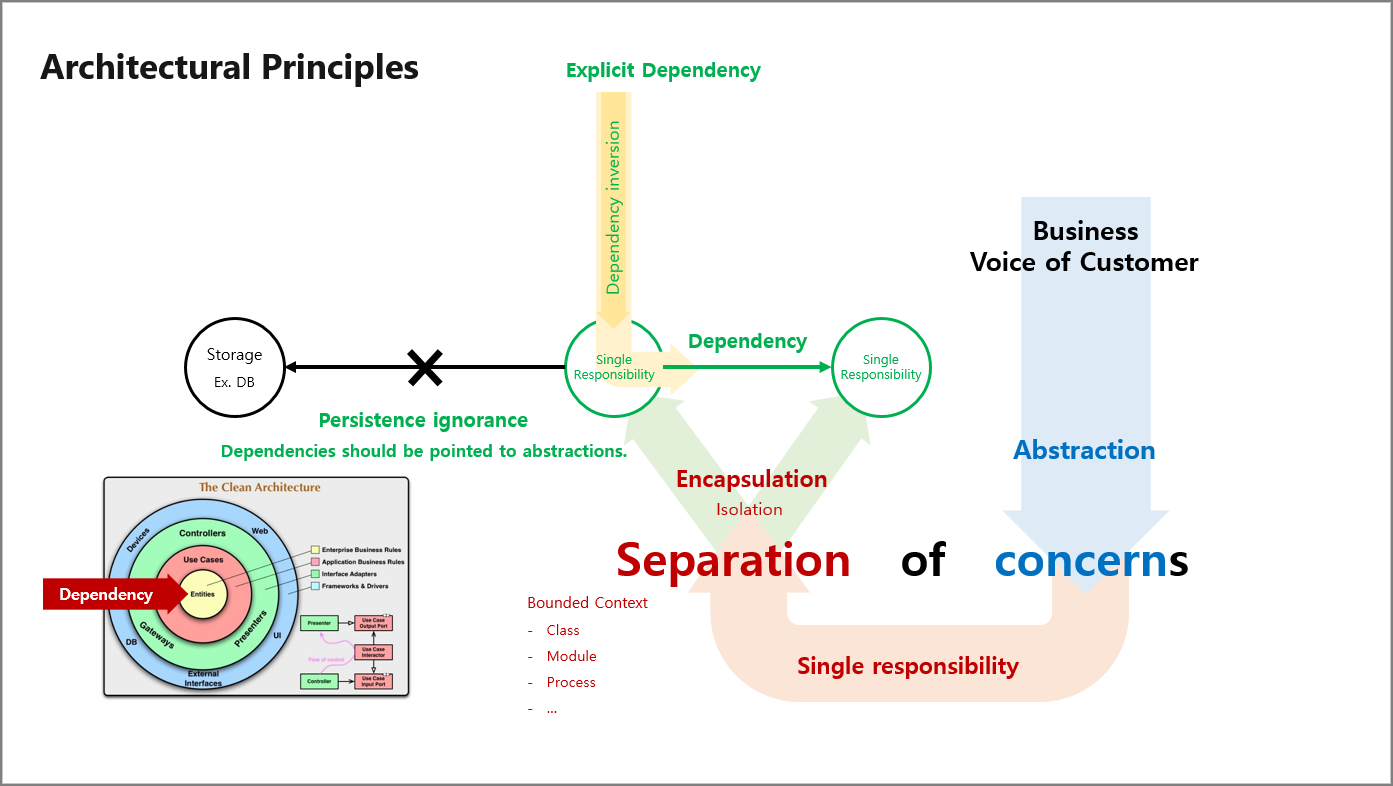 Architectural Principles
Explicit Dependency
Dependency inversion
Business
Voice of Customer
Storage
Ex. DB
Single
Responsibility
Dependency
Single
Responsibility
Persistence ignorance
Dependencies should be pointed to abstractions.
Abstraction
Encapsulation
Isolation
Separation of concerns
Bounded Context
- Class
- Module
- Process
- ...
Single responsibility
The Clean Architecture
Devices
Web
Controllers
Use Cases
Entities
Gateways
Presenters
DB
UI
External
Interfaces
Dependency
Enterprise Business Rules
Application Business Rules
Interface Adapters
Frameworks & Drivers
Presenter
Use Case
Output Port
Flow of control
Use Case
Interactor
Controller
Use Case
Input Port